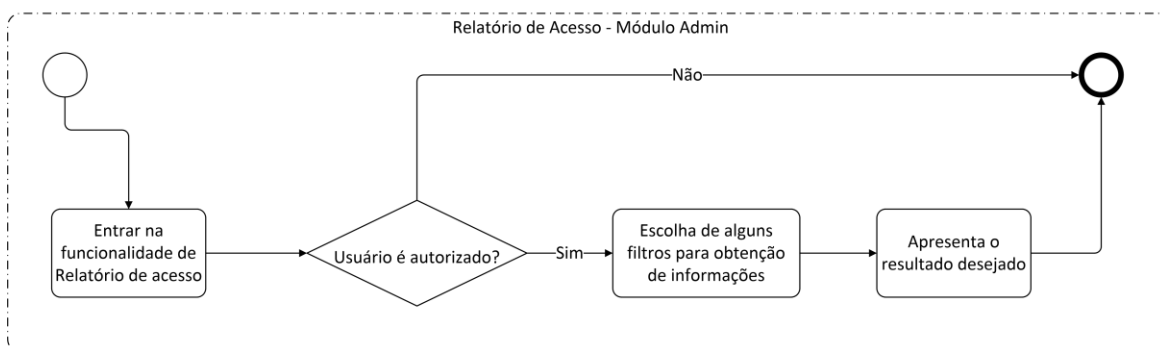 Relatório de Acesso - Módulo Admin
Não
Entrar na
funcionalidade de
Relatório de acesso
Usuário é autorizado?
Sim
Escolha de alguns
filtros para obtenção
de informações
Apresenta o
resultado desejado